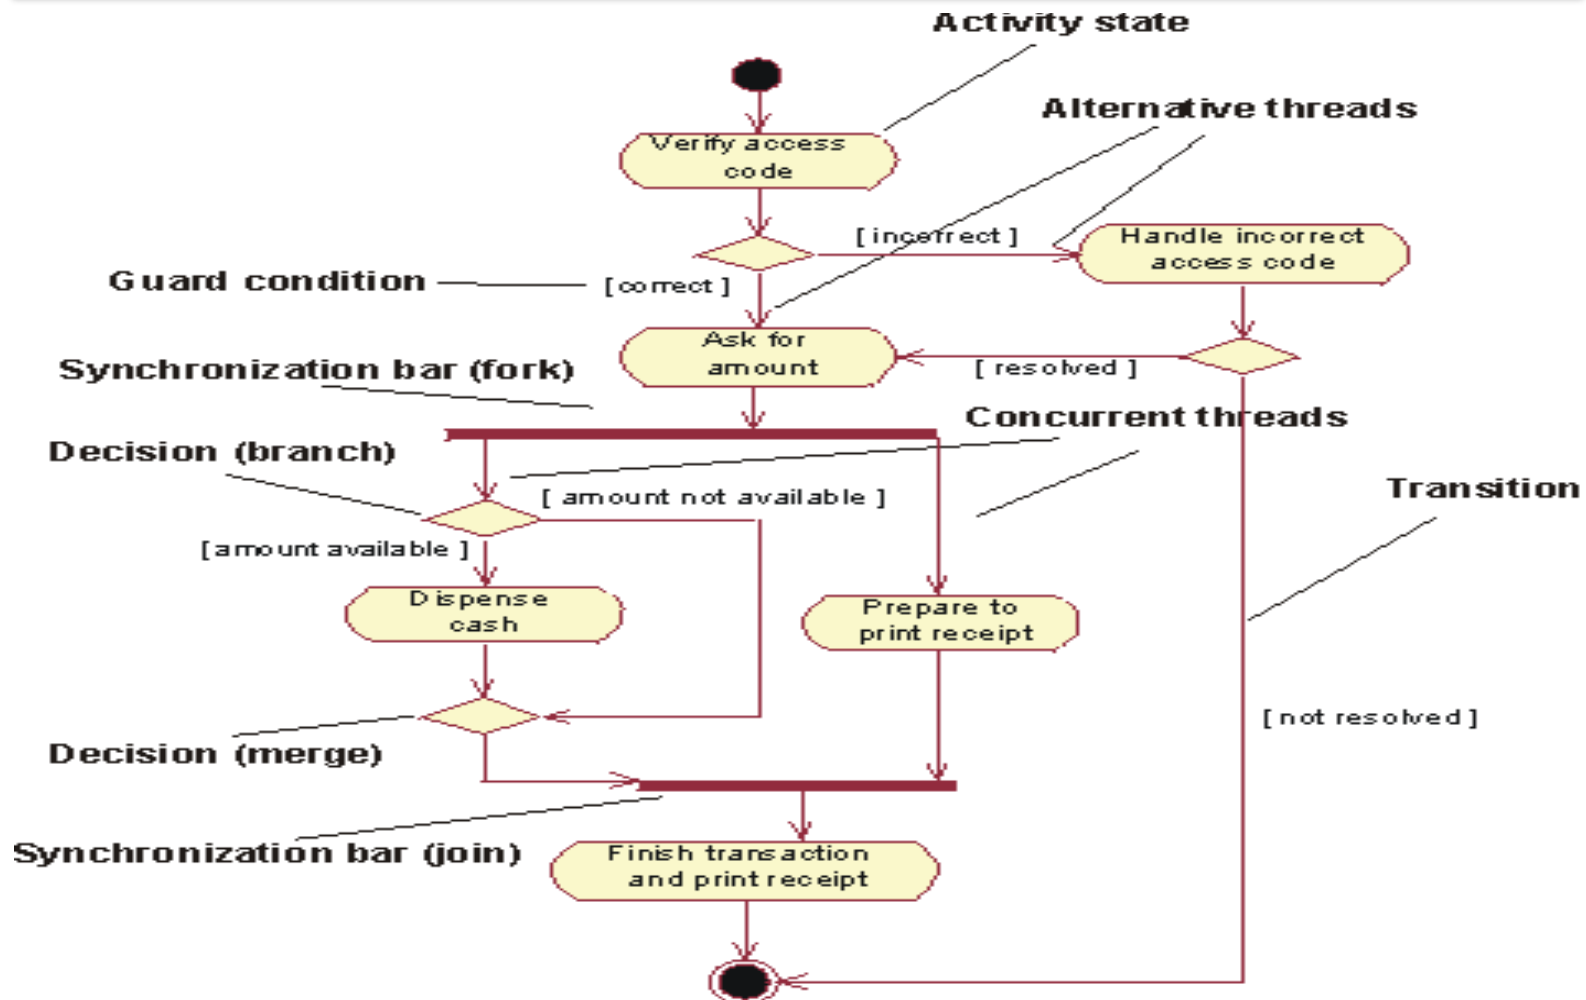 Activity state
Alternative threads
Verify access
code
[ incorrect ]
Handle incorrect
access code
Guard condition
[correct ]
Ask for
amount
[ resolved ]
Synchronization bar (fork)
Concurrent threads
Decision (branch)
[ amount not available ]
Transition
[amount available ]
Dispense
cash
Prepare to
print receipt
[ not resolved ]
Decision (merge)
Synchronization bar (join)
Finish transaction
and print receipt